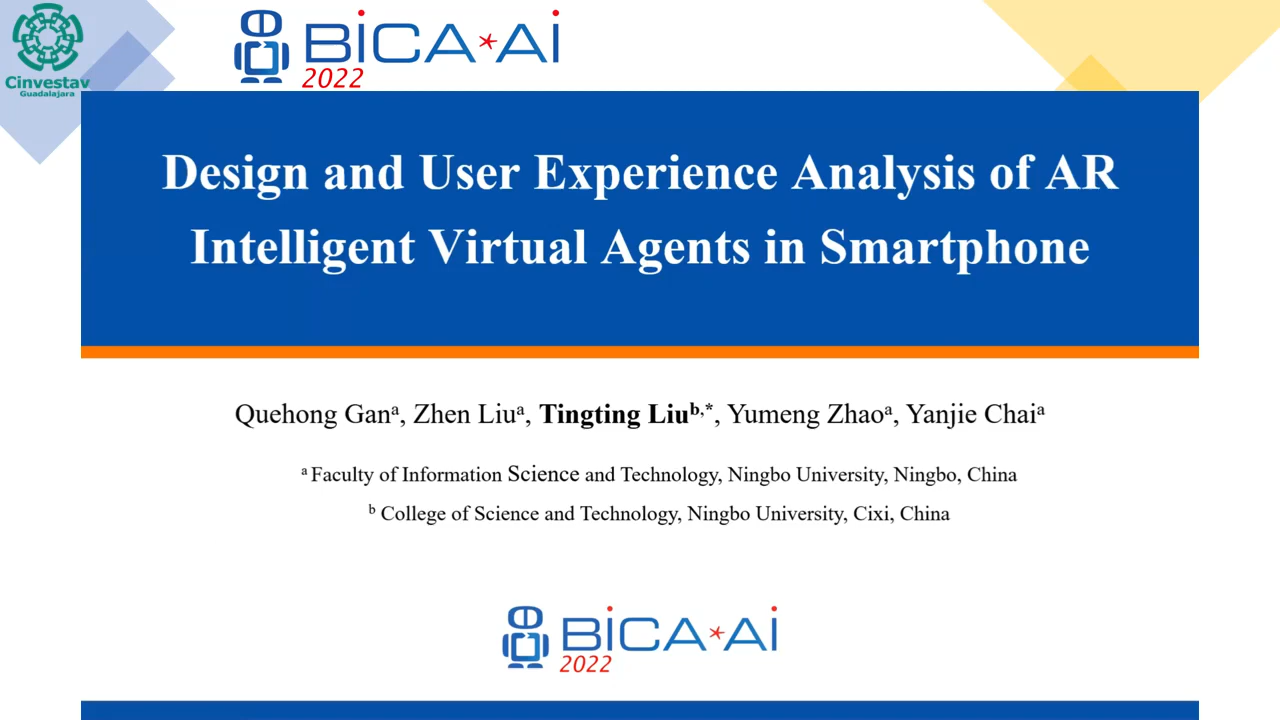 Cinvestav
Guadalajara
BiCA*Ai
2022
Design and User Experience Analysis of AR
Intelligent Virtual Agents in Smartphone
Quehong Ganᵃ, Zhen Liuᵃ, Tingting Liuᵇ,*, Yumeng Zhaoᵃ, Yanjie Chaiᵃ
ᵃ Faculty of Information Science and Technology, Ningbo University, Ningbo, China
ᵇ College of Science and Technology, Ningbo University, Cixi, China
BiCA*Ai
2022